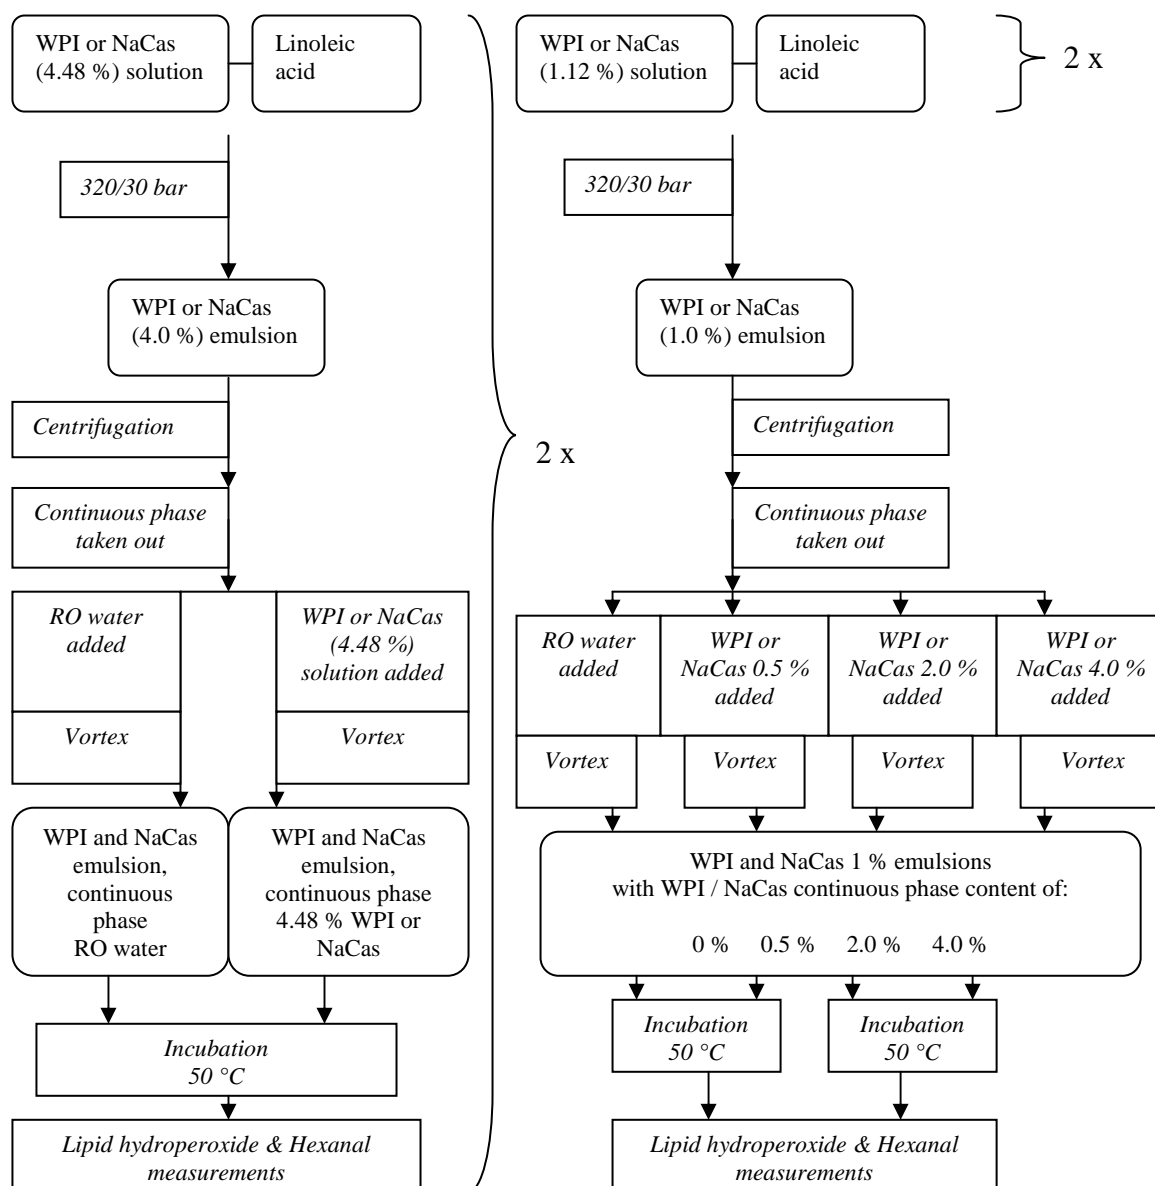 WPI or NaCas
(4.48 %) solution
Linoleic
acid
320/30 bar
WPI or NaCas
(4.0 %) emulsion
Centrifugation
Continuous phase
taken out
RO water
added
WPI or NaCas
(4.48 %)
solution added
Vortex
Vortex
WPI and NaCas
emulsion,
continuous
phase
RO water
WPI and NaCas
emulsion,
continuous phase
4.48 % WPI or
NaCas
Incubation
50 °C
Lipid hydroperoxide & Hexanal
measurements
2 x
WPI or NaCas
(1.12 %) solution
Linoleic
acid
2 x
320/30 bar
WPI or NaCas
(1.0 %) emulsion
Centrifugation
Continuous phase
taken out
RO water
added
WPI or
NaCas 0.5 %
added
WPI or
NaCas 2.0 %
added
WPI or
NaCas 4.0 %
added
Vortex
Vortex
Vortex
Vortex
WPI and NaCas 1 % emulsions
with WPI / NaCas continuous phase content of:
0 % 0.5 % 2.0 % 4.0 %
Incubation
50 °C
Incubation
50 °C
Lipid hydroperoxide & Hexanal
measurements